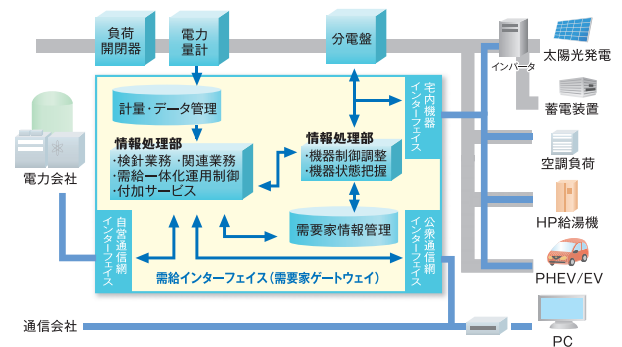 負荷
開閉器
電力
量計
分電盤
インバータ
太陽光発電
蓄電装置
空調負荷
HP給湯機
PHEV/EV
PC
電力会社
通信会社
計量・データ管理
情報処理部
・検針業務 ・関連業務
・需給一体化運用制御
・付加サービス
情報処理部
・機器制御調整
・機器状態把握
需要家情報管理
宅内機器
インターフェイス
自営通信網
インターフェイス
公衆通信網
インターフェイス
需給インターフェイス(需要家ゲートウェイ)